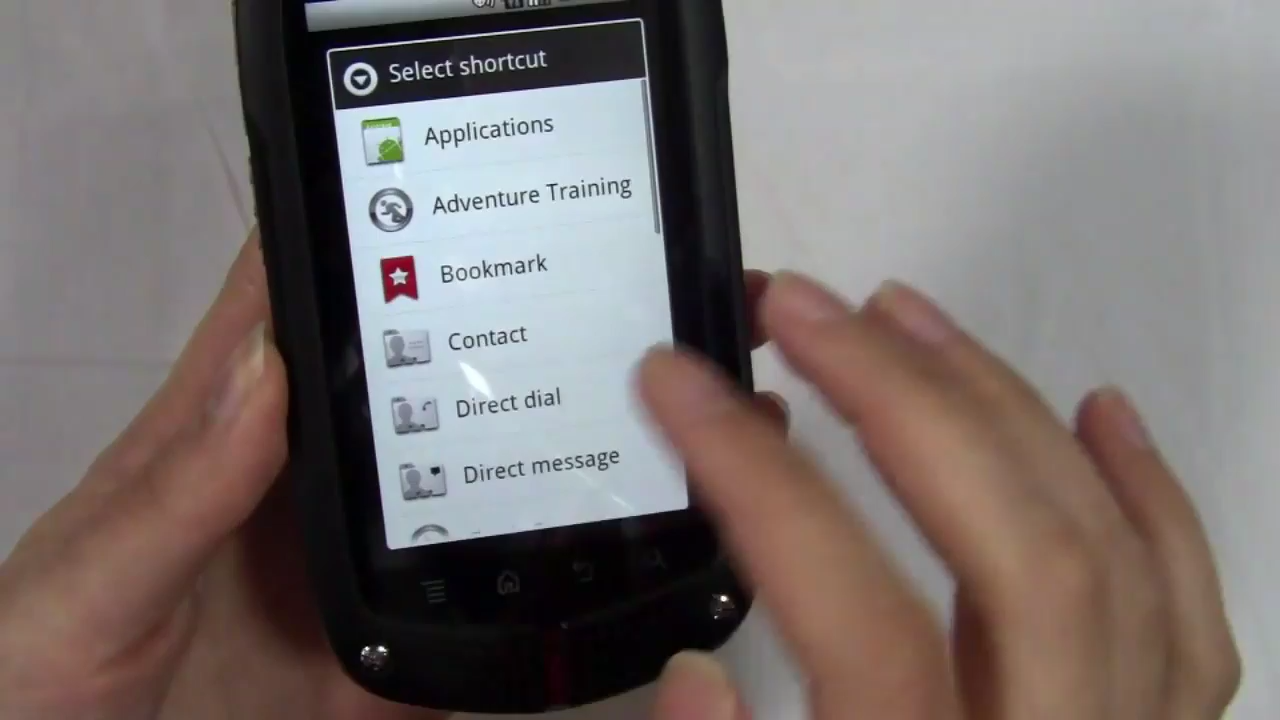 Select shortcut
Applications
Adventure Training
Bookmark
Contact
Direct dial
Direct message